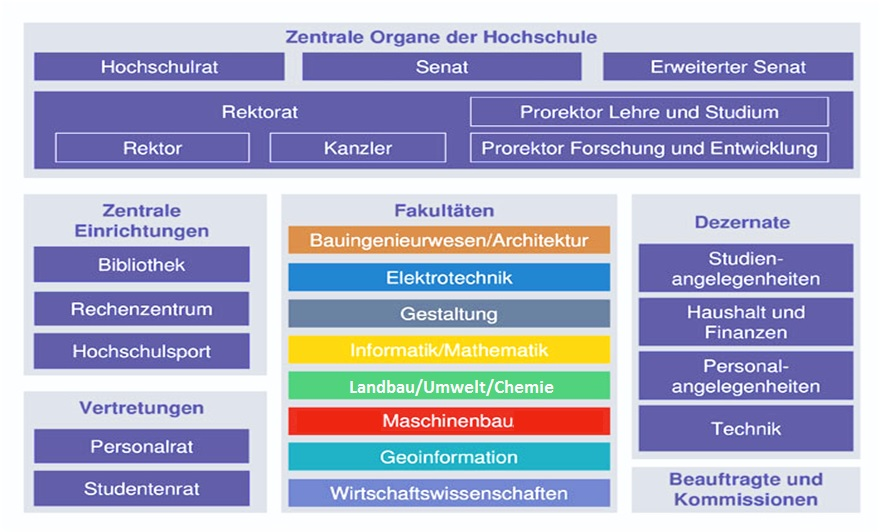 Zentrale Organe der Hochschule
Hochschulrat
Senat
Erweiterter Senat
Rektorat
Prorektor Lehre und Studium
Rektor
Kanzler
Prorektor Forschung und Entwicklung
Zentrale
Einrichtungen
Bibliothek
Rechenzentrum
Hochschulsport
Vertretungen
Personalrat
Studentenrat
Fakultäten
Bauingenieurwesen/Architektur
Elektrotechnik
Gestaltung
Informatik/Mathematik
Landbau/Umwelt/Chemie
Maschinenbau
Geoinformation
Wirtschaftswissenschaften
Dezernate
Studien-
angelegenheiten
Haushalt und
Finanzen
Personal-
angelegenheiten
Technik
Beauftragte und
Kommissionen